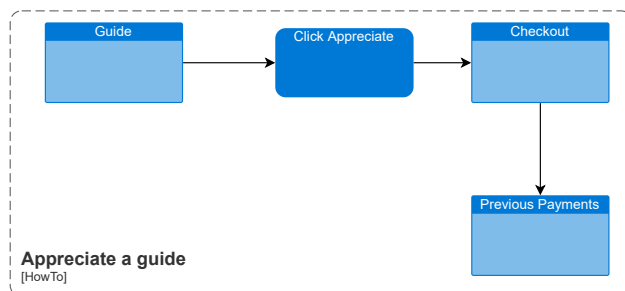 Guide
Click Appreciate
Checkout
Previous Payments
Appreciate a guide
[HowTo]